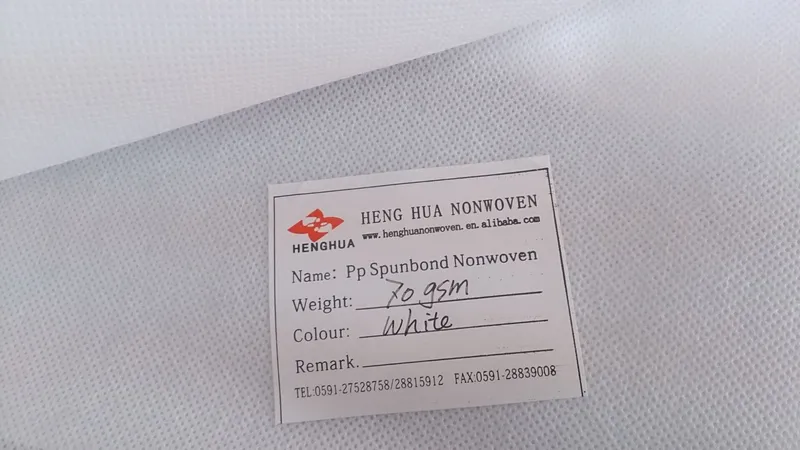 HENG HUA NONWOVEN
www.henghuanonwoven.en.alibaba.com
HENGHUA
Name: Pp Spunbond Nonwoven
Weight: 70 gsm
Colour: White
Remark.
TEL:0591-27528758/28815912 FAX:0591-28839008